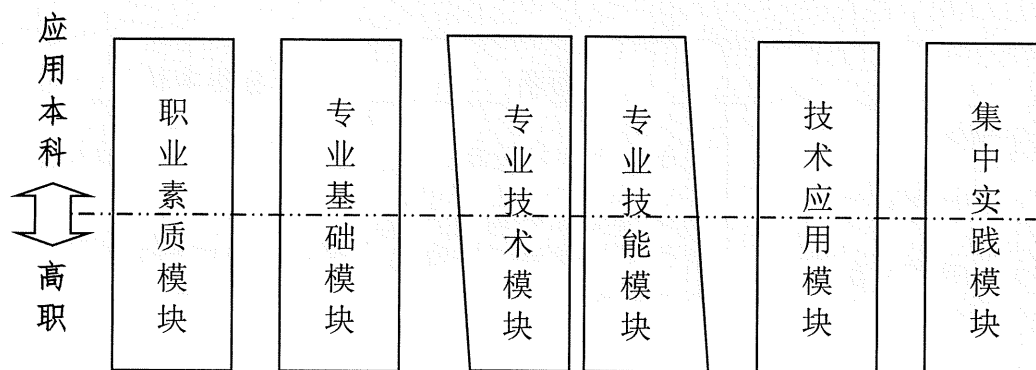 应用本科
高职
职业素质模块
专业基础模块
专业技术模块
专业技能模块
技术应用模块
集中实践模块